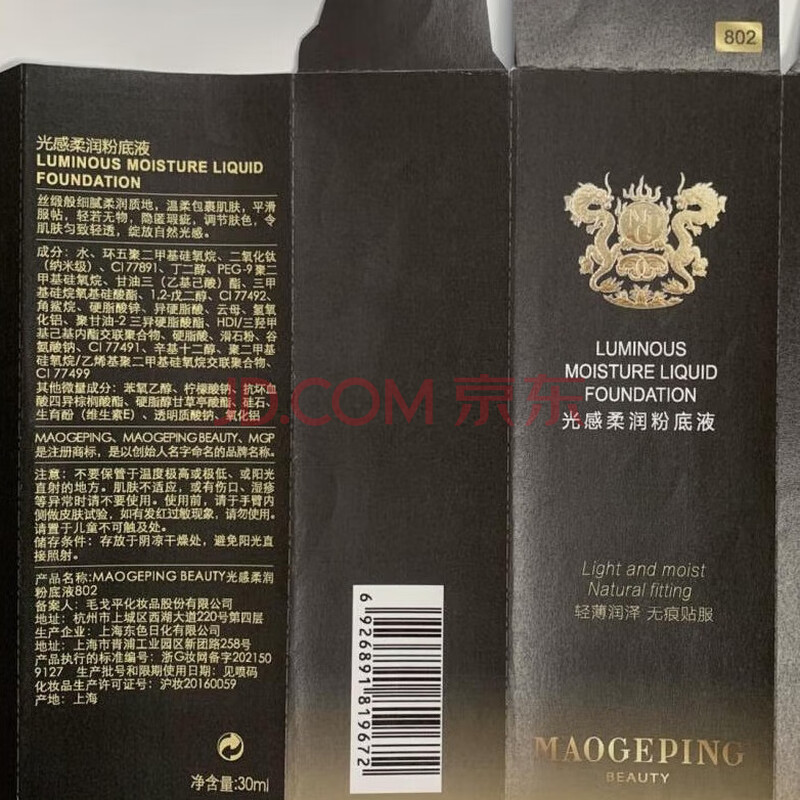 光感柔润粉底液
LUMINOUS MOISTURE LIQUID
FOUNDATION
丝缎般细腻柔润质地，温柔包裹肌肤，平滑
服帖，轻若无物，隐匿瑕疵，调节肤色，令
肌肤匀致轻透，绽放自然光感。
成分：水、环五聚二甲基硅氧烷、二氧化钛
（纳米级）、CI 77891、丁二醇、PEG-9 聚二
甲基硅氧烷、甘油三（乙基己酸）酯、三甲
基硅烷氧基硅酸酯、1,2-戊二醇、CI 77492、
角鲨烷、硬脂酸锌、异硬脂酸、云母、氢氧
化铝、聚甘油-2 三异硬脂酸酯、HDI/三羟甲
基己基内酯交联聚合物、硬脂酸、滑石粉、谷
氨酸钠、CI 77491、辛基十二醇、聚二甲基
硅氧烷/乙烯基聚二甲基硅氧烷交联聚合物、
CI 77499
其他微量成分：苯氧乙醇、柠檬酸钠、抗坏血
酸四异棕榈酸酯、硬脂醇甘草亭酸酯、硅石、
生育酚（维生素E）、透明质酸钠、氧化铝
MAOGEPING、MAOGEPING BEAUTY、MGP
是注册商标，是以创始人名字命名的品牌名称。
注意：不要保管于温度极高或极低、或阳光
直射的地方。肌肤不适应，或有伤口、湿疹
等异常时请不要使用。使用前，请于手臂内
侧做皮肤试验，如有发红过敏现象，请勿使用。
请置于儿童不可触及处。
储存条件：存放于阴凉干燥处，避免阳光直
接照射。
产品名称:MAOGEPING BEAUTY光感柔润
粉底液802
备案人：毛戈平化妆品股份有限公司
地址：杭州市上城区西湖大道220号第四层
生产企业：上海东色日化有限公司
地址：上海市青浦工业园区新团路258号
产品执行的标准编号：浙G妆网备字202150
9127 生产批号和限期使用日期：见喷码
化妆品生产许可证号：沪妆20160059
产地：上海
净含量:30ml
6 926891 819672
802
LUMINOUS
MOISTURE LIQUID
FOUNDATION
光感柔润粉底液
Light and moist
Natural fitting
轻薄润泽 无痕贴服
MAOGEPING
BEAUTY
JD.COM 京东